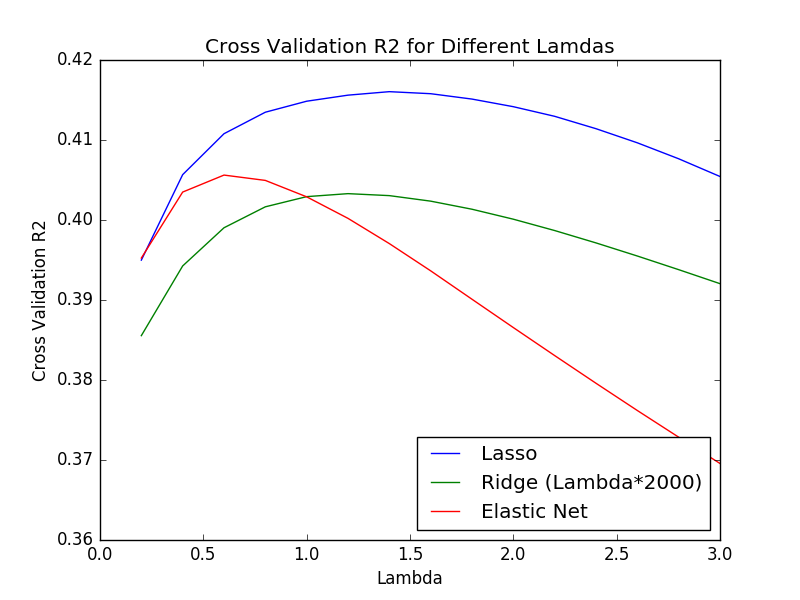 Cross Validation R2 for Different Lamdas
0.42
0.41
0.40
0.39
0.38
0.37
0.36
Cross Validation R2
Lasso
Ridge (Lambda*2000)
Elastic Net
0.0 0.5 1.0 1.5 2.0 2.5 3.0
Lambda